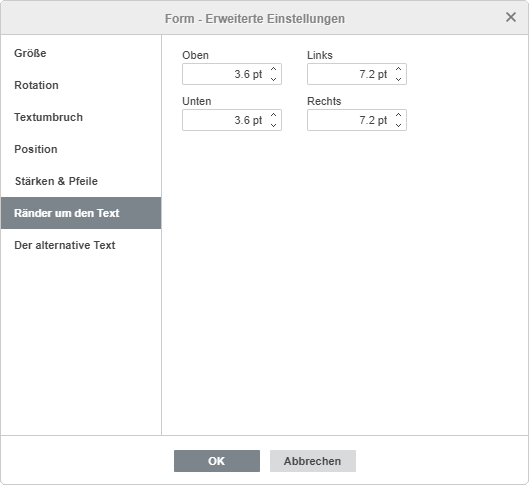 Form - Erweiterte Einstellungen
Größe
Rotation
Textumbruch
Position
Stärken & Pfeile
Ränder um den Text
Der alternative Text
Oben Links
3.6 pt 7.2 pt
Unten Rechts
3.6 pt 7.2 pt
OK Abbrechen